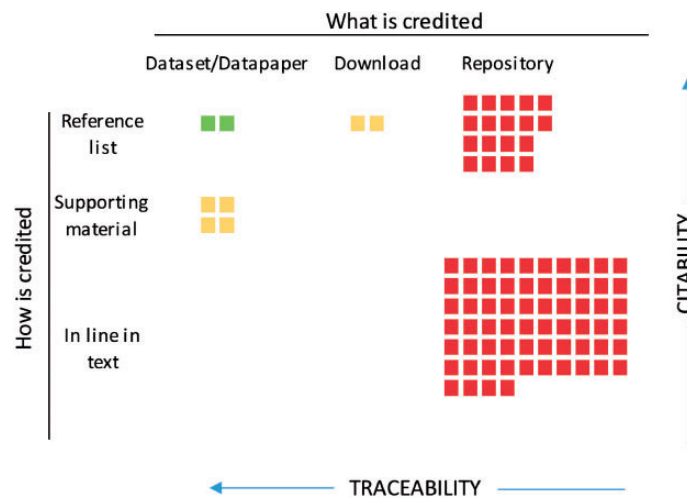 What is credited
Dataset/Datapaper Download Repository
Reference
list
Supporting
material
In line in
text
How is credited
CITABILITY
TRACEABILITY